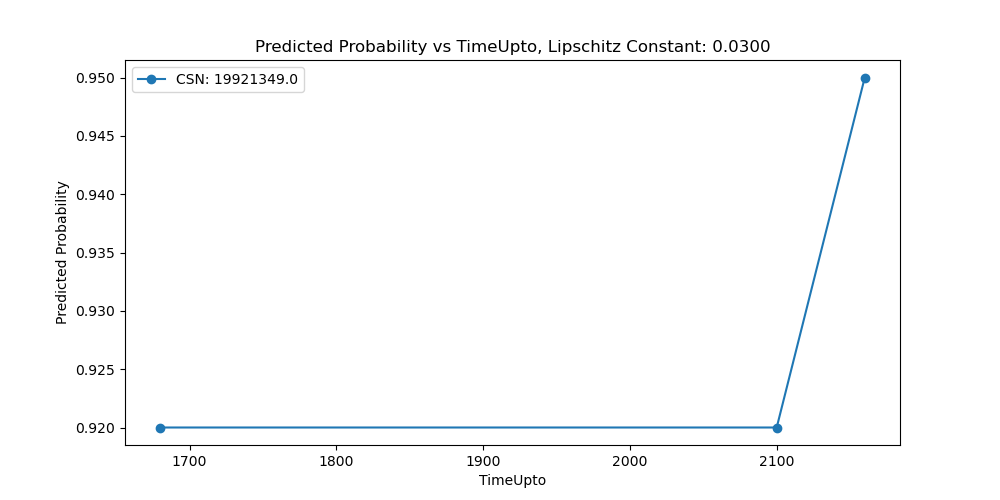 Predicted Probability vs TimeUpto, Lipschitz Constant: 0.0300
CSN: 19921349.0
0.950
0.945
0.940
0.935
0.930
0.925
0.920
Predicted Probability
1700 1800 1900 2000 2100
TimeUpto